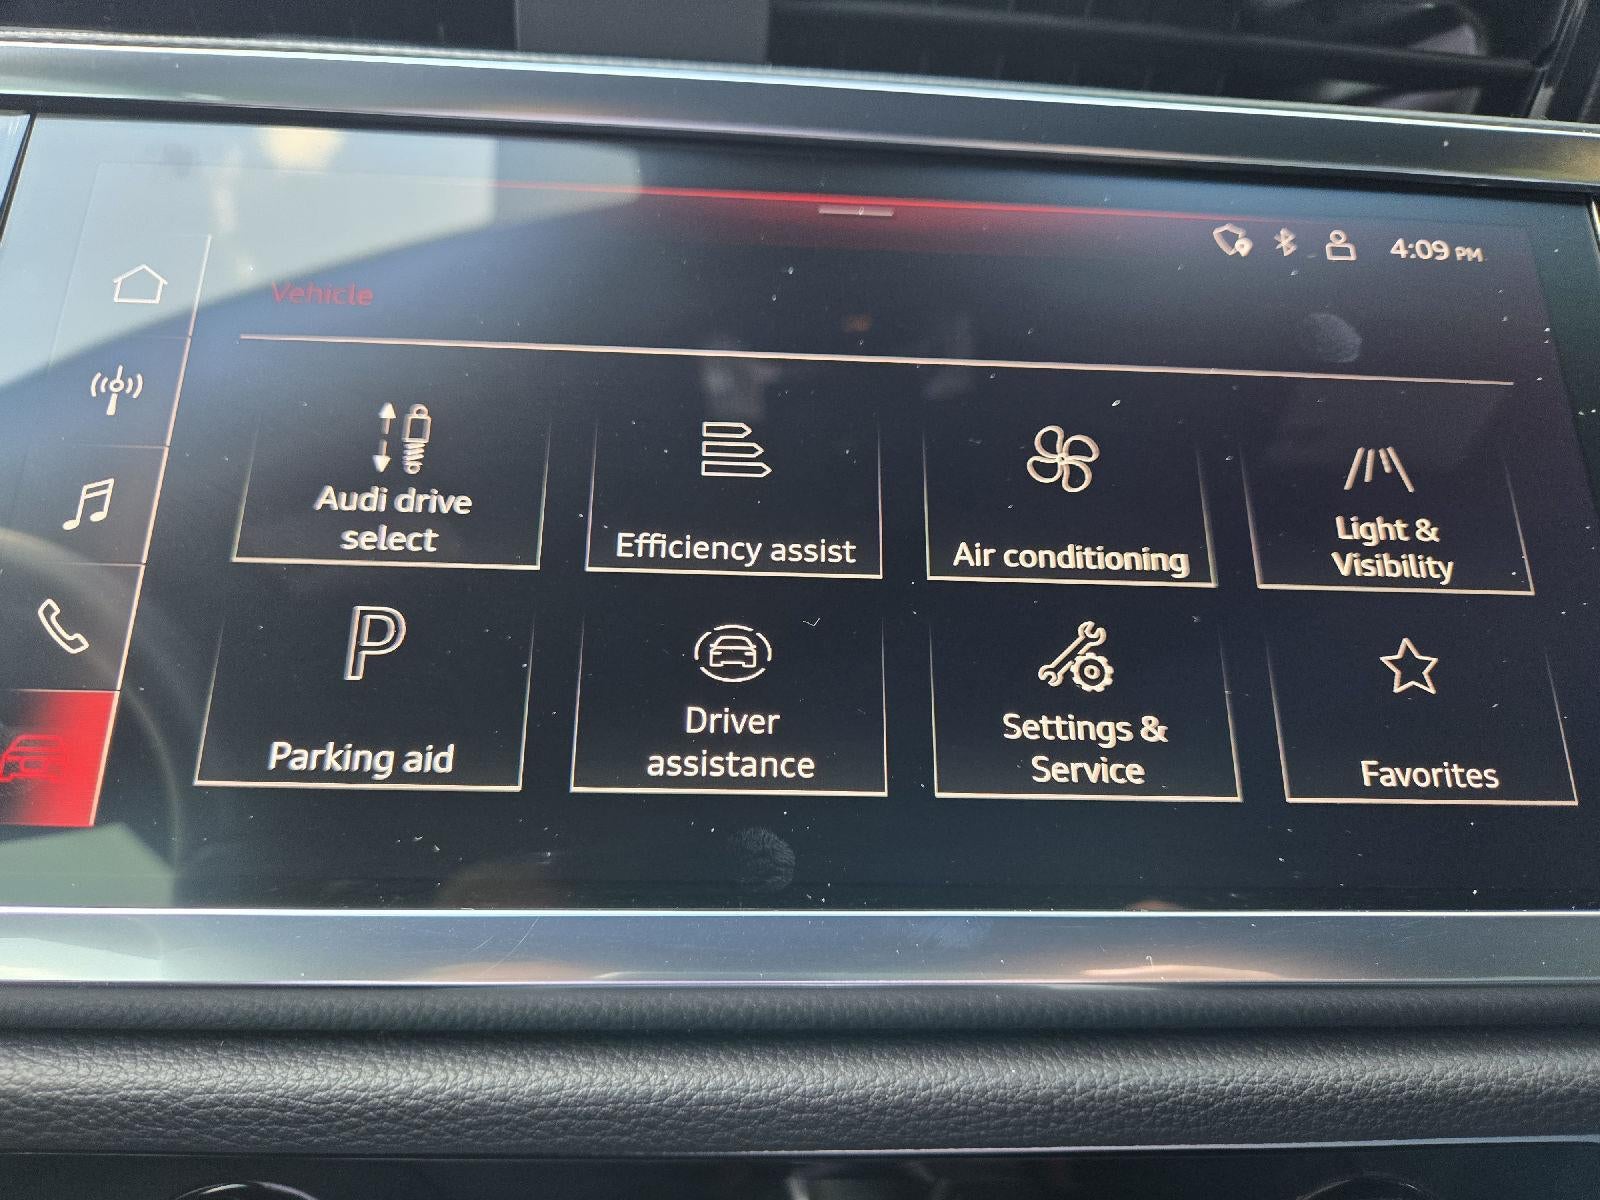 4:09 PM
Vehicle
Audi drive
select
Efficiency assist
Air conditioning
Light &
Visibility
P
Parking aid
Driver
assistance
Settings &
Service
Favorites